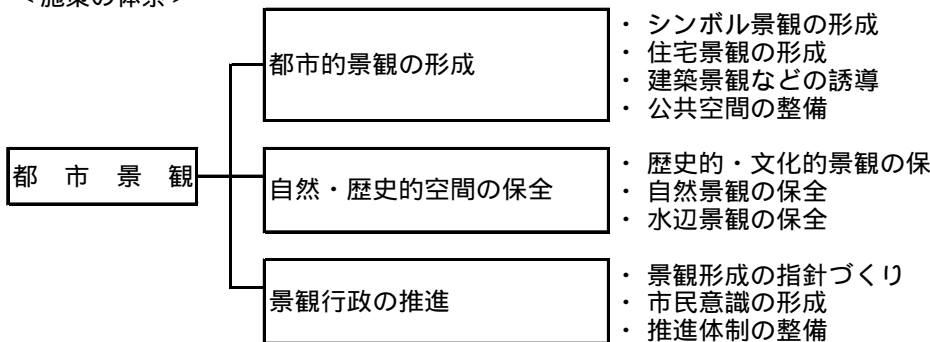 <施策の体系>
都市的景観の形成
・ シンボル景観の形成
・ 住宅景観の形成
・ 建築景観などの誘導
・ 公共空間の整備
都 市 景 観
自然・歴史的空間の保全
・ 歴史的・文化的景観の保
・ 自然景観の保全
・ 水辺景観の保全
景観行政の推進
・ 景観形成の指針づくり
・ 市民意識の形成
・ 推進体制の整備